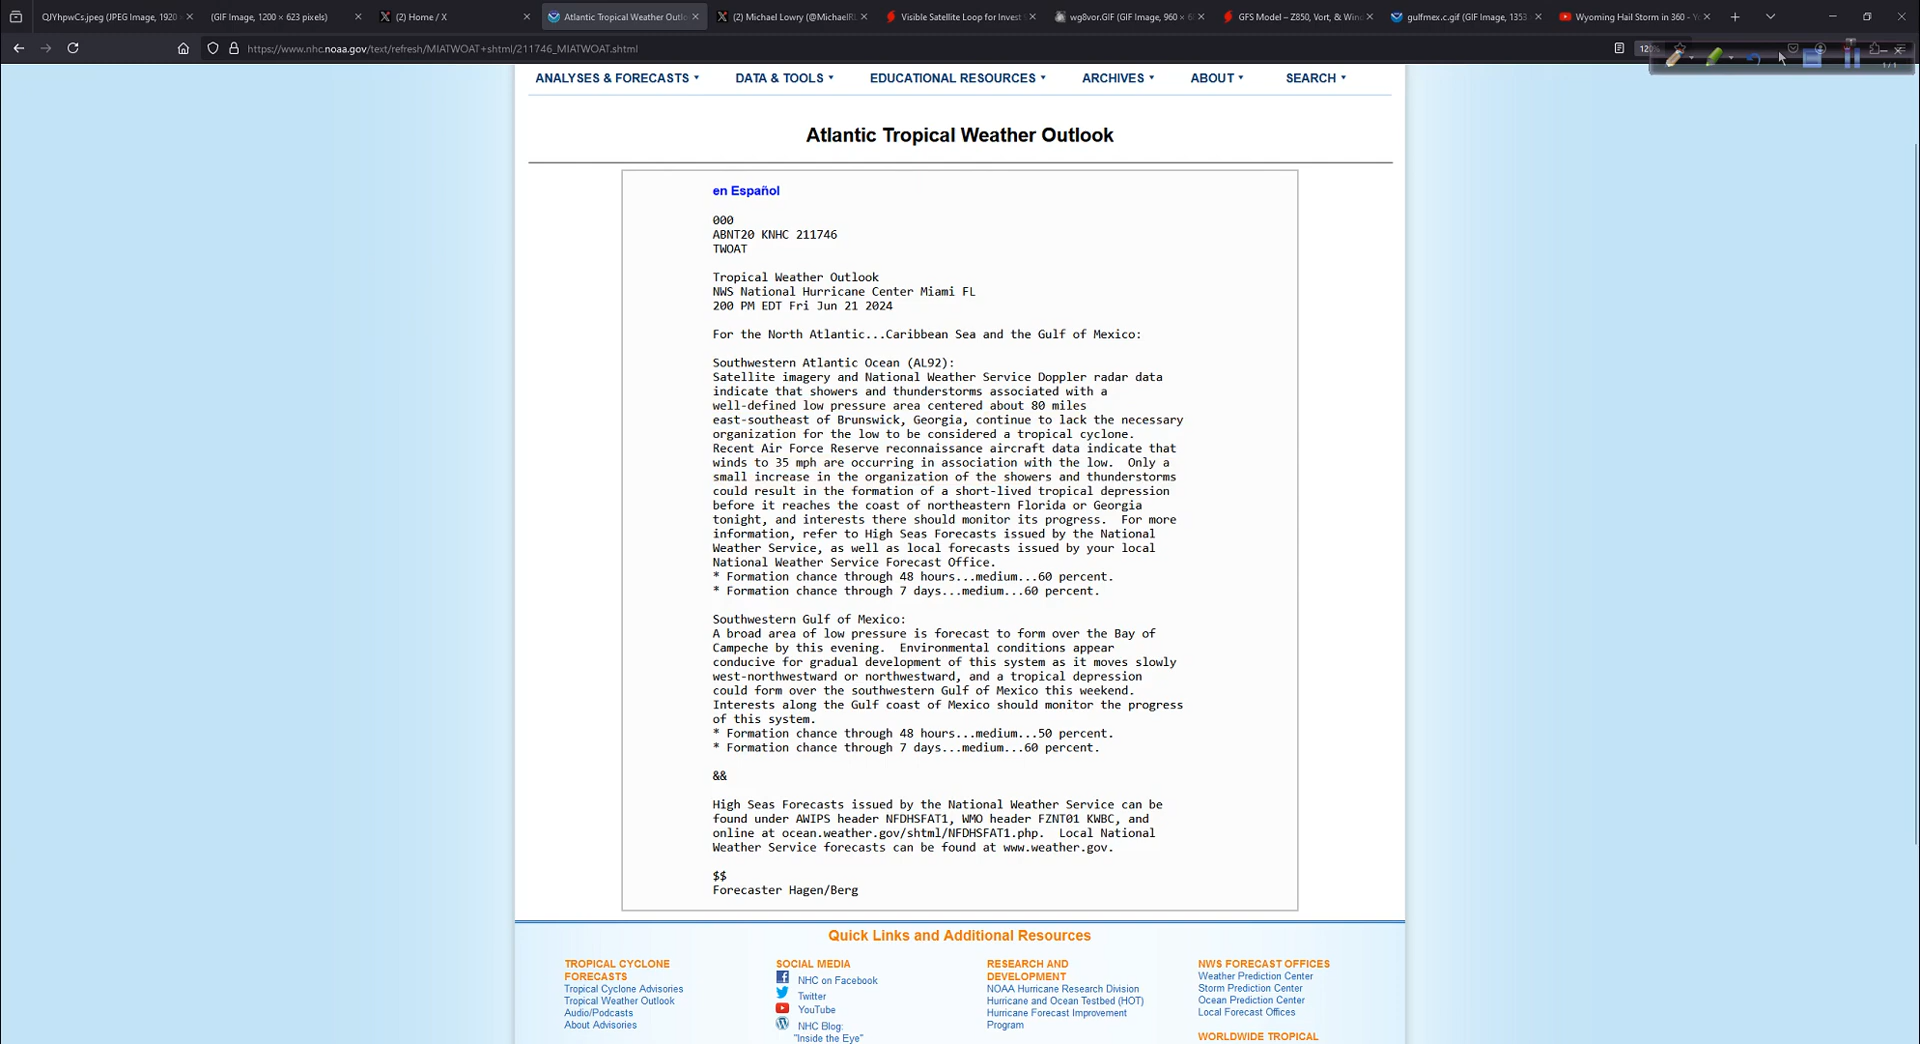 QJYhpwCs.jpeg (JPEG Image, 1920
(GIF Image, 1200 × 623 pixels)
(2) Home / X
Atlantic Tropical Weather Outlo
(2) Michael Lowry (@MichaelRL
Visible Satellite Loop for Invest
wg8vor.GIF (GIF Image, 960 × 6
GFS Model – Z850, Vort, & Win
gulfmex.c.gif (GIF Image, 1353
Wyoming Hail Storm in 360 - Y
https://www.nhc.noaa.gov/text/refresh/MIATWOAT+shtml/211746_MIATWOAT.shtml
120%
1/1
ANALYSES & FORECASTS DATA & TOOLS EDUCATIONAL RESOURCES ARCHIVES ABOUT SEARCH
Atlantic Tropical Weather Outlook
en Español
000
ABNT20 KNHC 211746
TWOAT
Tropical Weather Outlook
NWS National Hurricane Center Miami FL
200 PM EDT Fri Jun 21 2024
For the North Atlantic...Caribbean Sea and the Gulf of Mexico:
Southwestern Atlantic Ocean (AL92):
Satellite imagery and National Weather Service Doppler radar data
indicate that showers and thunderstorms associated with a
well-defined low pressure area centered about 80 miles
east-southeast of Brunswick, Georgia, continue to lack the necessary
organization for the low to be considered a tropical cyclone.
Recent Air Force Reserve reconnaissance aircraft data indicate that
winds to 35 mph are occurring in association with the low. Only a
small increase in the organization of the showers and thunderstorms
could result in the formation of a short-lived tropical depression
before it reaches the coast of northeastern Florida or Georgia
tonight, and interests there should monitor its progress. For more
information, refer to High Seas Forecasts issued by the National
Weather Service, as well as local forecasts issued by your local
National Weather Service Forecast Office.
* Formation chance through 48 hours...medium...60 percent.
* Formation chance through 7 days...medium...60 percent.
Southwestern Gulf of Mexico:
A broad area of low pressure is forecast to form over the Bay of
Campeche by this evening. Environmental conditions appear
conducive for gradual development of this system as it moves slowly
west-northwestward or northwestward, and a tropical depression
could form over the southwestern Gulf of Mexico this weekend.
Interests along the Gulf coast of Mexico should monitor the progress
of this system.
* Formation chance through 48 hours...medium...50 percent.
* Formation chance through 7 days...medium...60 percent.
&&
High Seas Forecasts issued by the National Weather Service can be
found under AWIPS header NFDHSFAT1, WMO header FZNT01 KWBC, and
online at ocean.weather.gov/shtml/NFDHSFAT1.php. Local National
Weather Service forecasts can be found at www.weather.gov.
$$
Forecaster Hagen/Berg
Quick Links and Additional Resources
TROPICAL CYCLONE
FORECASTS
Tropical Cyclone Advisories
Tropical Weather Outlook
Audio/Podcasts
About Advisories
SOCIAL MEDIA
NHC on Facebook
Twitter
YouTube
NHC Blog:
"Inside the Eye"
RESEARCH AND
DEVELOPMENT
NOAA Hurricane Research Division
Hurricane and Ocean Testbed (HOT)
Hurricane Forecast Improvement
Program
NWS FORECAST OFFICES
Weather Prediction Center
Storm Prediction Center
Ocean Prediction Center
Local Forecast Offices
WORLDWIDE TROPICAL